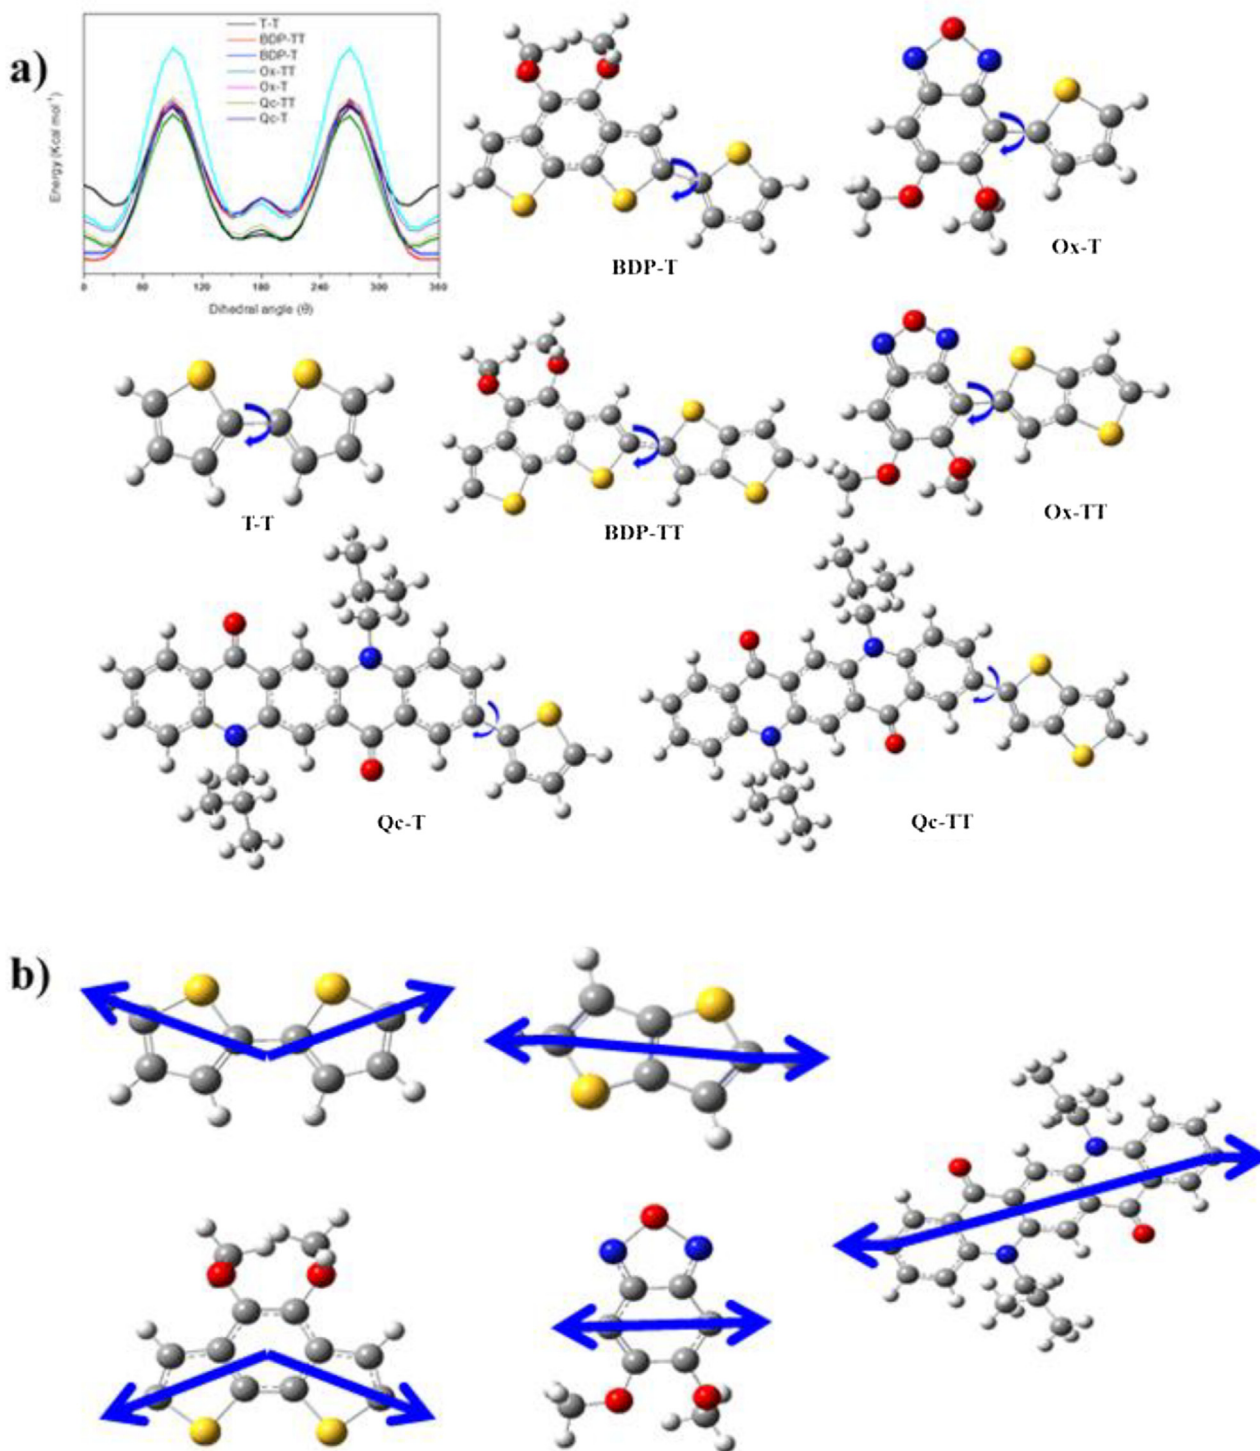 a)
T-T
BDP-TT
BDP-T
Ox-TT
Ox-T
Qc-TT
Qc-T
Energy (Kcal mol⁻¹)
0 60 120 180 240 300 360
Dihedral angle (θ)
BDP-T
Ox-T
T-T
BDP-TT
Ox-TT
Qc-T
Qc-TT
b)